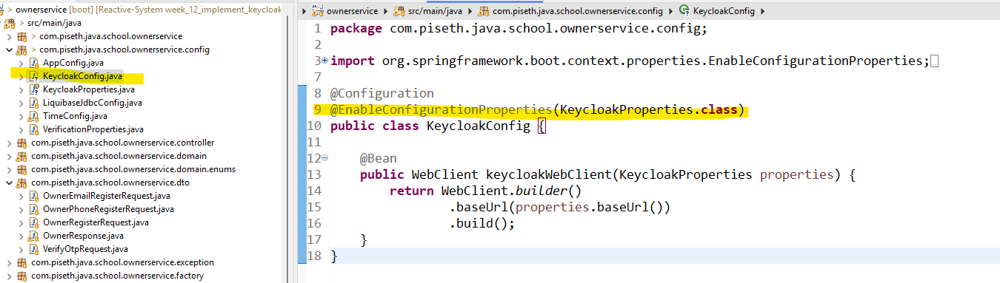 ownerservice [boot] [Reactive-System week_12_implement_keycloak
src/main/java
> com.piseth.java.school.ownerservice
> com.piseth.java.school.ownerservice.config
AppConfig.java
KeycloakConfig.java
KeycloakProperties.java
LiquibaseJdbcConfig.java
TimeConfig.java
VerificationProperties.java
com.piseth.java.school.ownerservice.controller
com.piseth.java.school.ownerservice.domain
com.piseth.java.school.ownerservice.domain.enums
com.piseth.java.school.ownerservice.dto
OwnerEmailRegisterRequest.java
OwnerPhoneRegisterRequest.java
OwnerRegisterRequest.java
OwnerResponse.java
VerifyOtpRequest.java
com.piseth.java.school.ownerservice.exception
com.piseth.java.school.ownerservice.factory
ownerservice src/main/java com.piseth.java.school.ownerservice.config KeycloakConfig
1 package com.piseth.java.school.ownerservice.config;
2
3 import org.springframework.boot.context.properties.EnableConfigurationProperties;
7
8 @Configuration
9 @EnableConfigurationProperties(KeycloakProperties.class)
10 public class KeycloakConfig {
11
12 @Bean
13 public WebClient keycloakWebClient(KeycloakProperties properties) {
14 return WebClient.builder()
15 .baseUrl(properties.baseUrl())
16 .build();
17 }
18 }